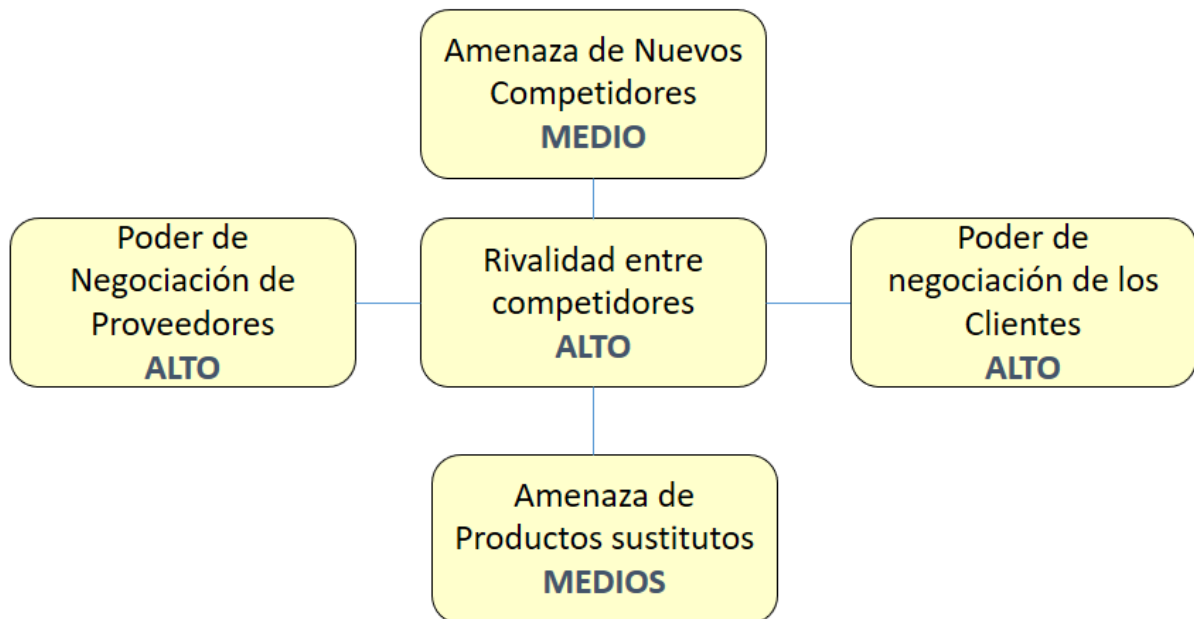 Amenaza de Nuevos
Competidores
MEDIO
Poder de
Negociación de
Proveedores
ALTO
Rivalidad entre
competidores
ALTO
Poder de
negociación de los
Clientes
ALTO
Amenaza de
Productos sustitutos
MEDIOS